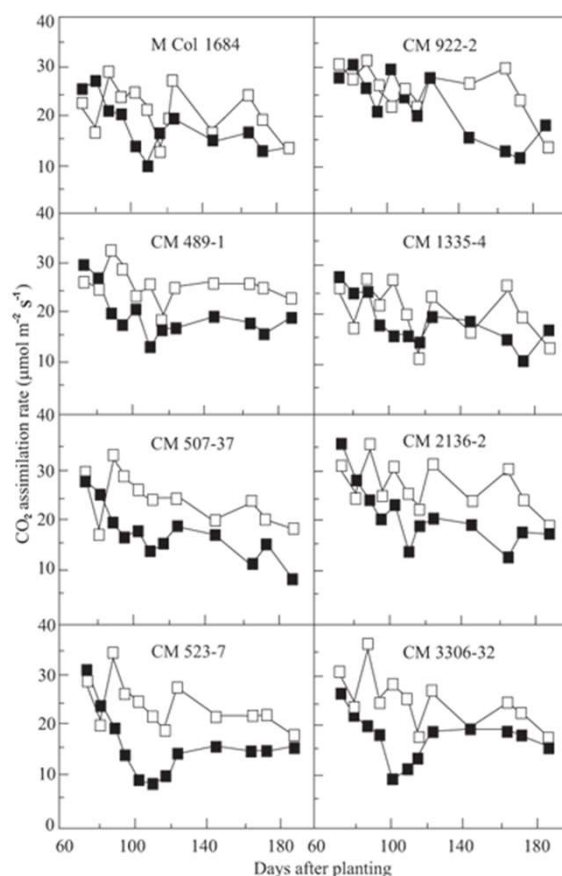 40
30
20
10
M Col 1684
CM 922-2
40
30
20
10
CM 489-1
CM 1335-4
40
30
20
10
CM 507-37
CM 2136-2
40
30
20
10
0
CM 523-7
CM 3306-32
60 100 140 180 60 100 140 180
CO₂ assimilation rate (μmol m⁻² s⁻¹)
Days after planting